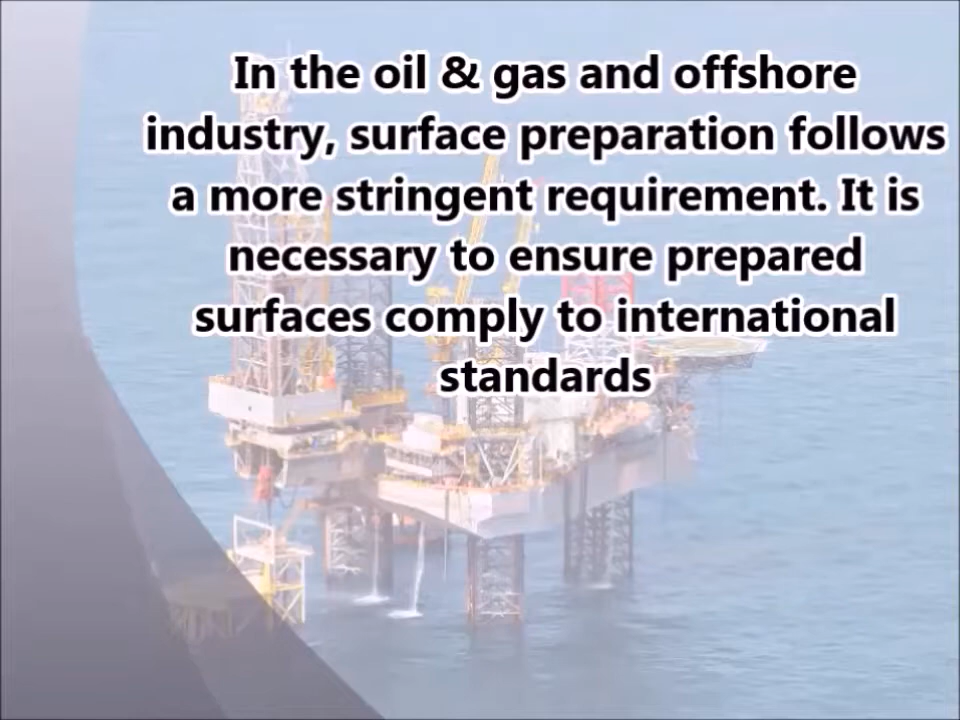 In the oil & gas and offshore
industry, surface preparation follows
a more stringent requirement. It is
necessary to ensure prepared
surfaces comply to international
standards